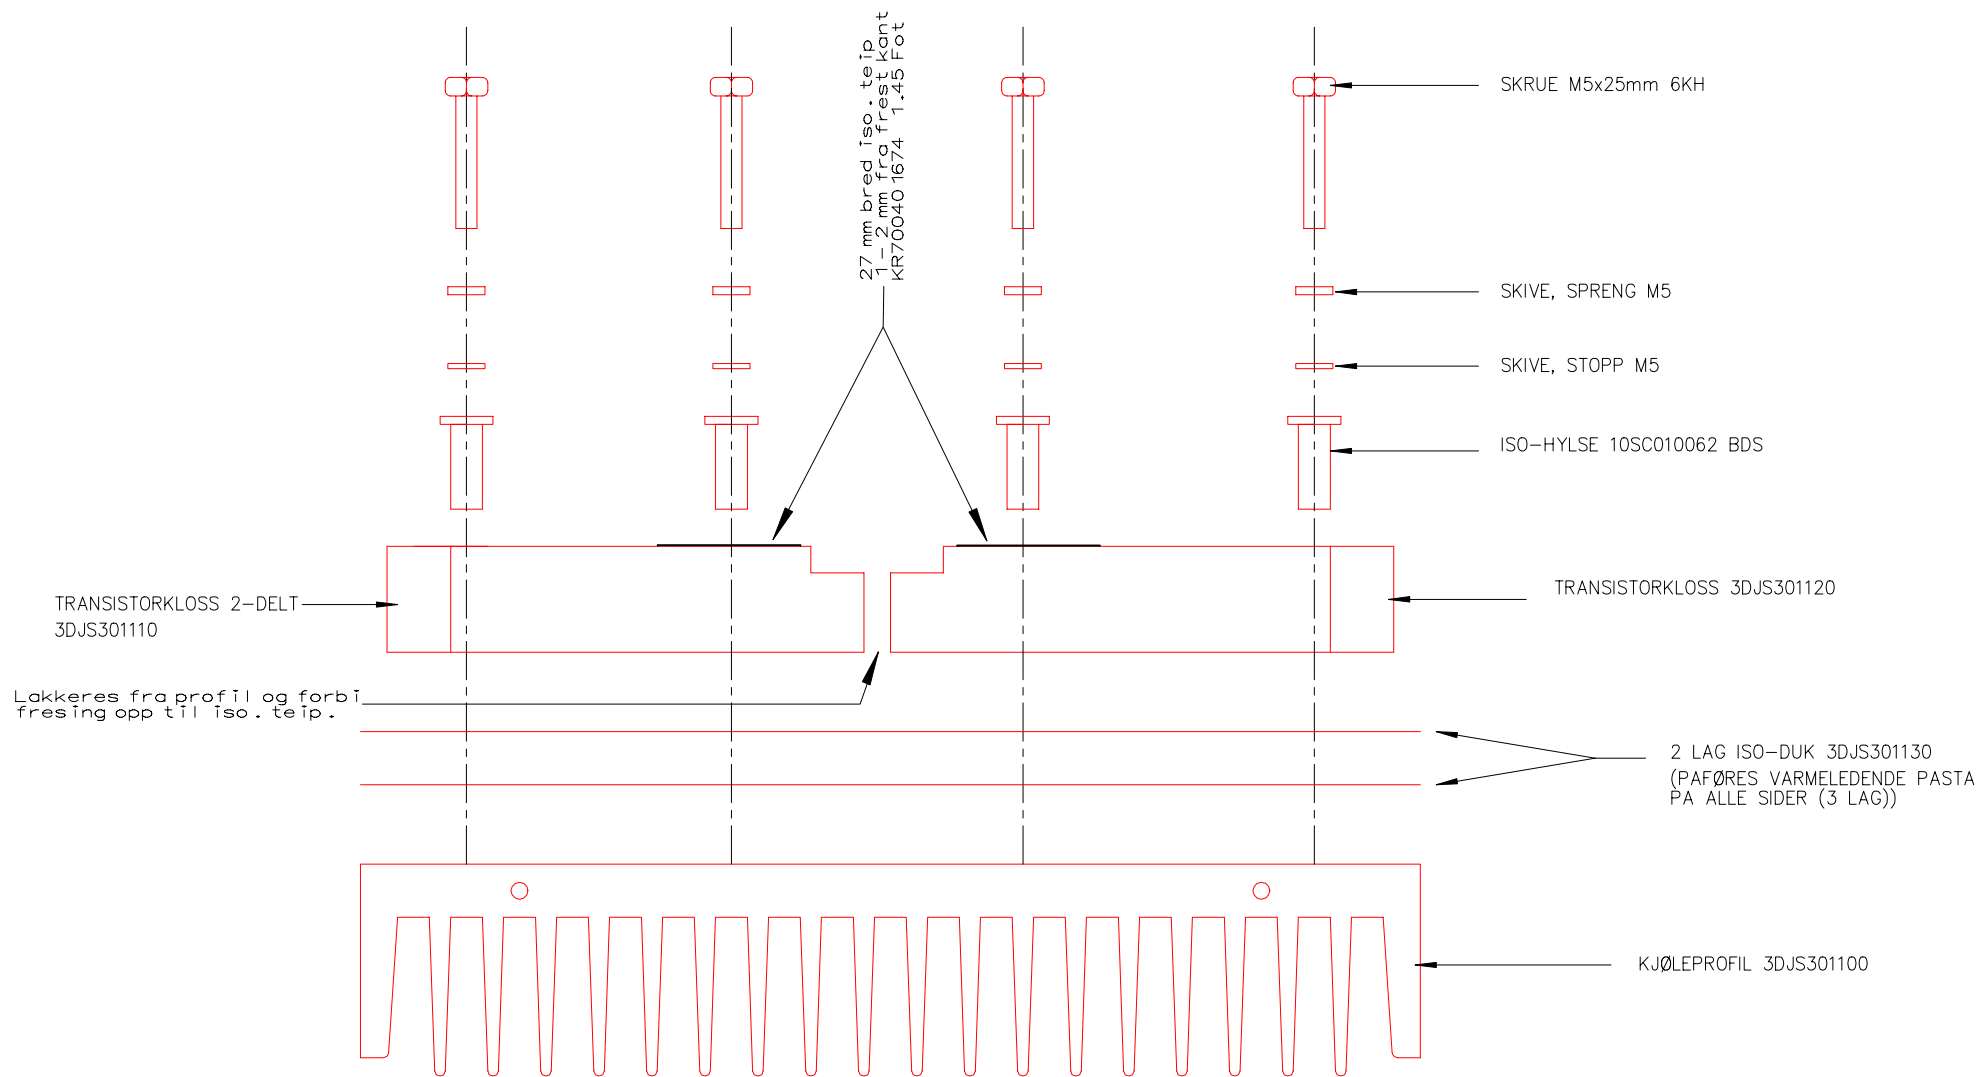 27 mm bred iso.teip
1-2 mm fra frest kant
KR70040 1674 1.45 Fot
SKRUE M5x25mm 6KH
SKIVE, SPRENG M5
SKIVE, STOPP M5
ISO-HYLSE 10SC010062 BDS
TRANSISTORKLOSS 2-DELT
3DJS301110
TRANSISTORKLOSS 3DJS301120
Lakkeres fra profil og forbi
fresing opp til iso.teip.
2 LAG ISO-DUK 3DJS301130
(PAFØRES VARMELEDENDE PASTA
PA ALLE SIDER (3 LAG))
KJØLEPROFIL 3DJS301100